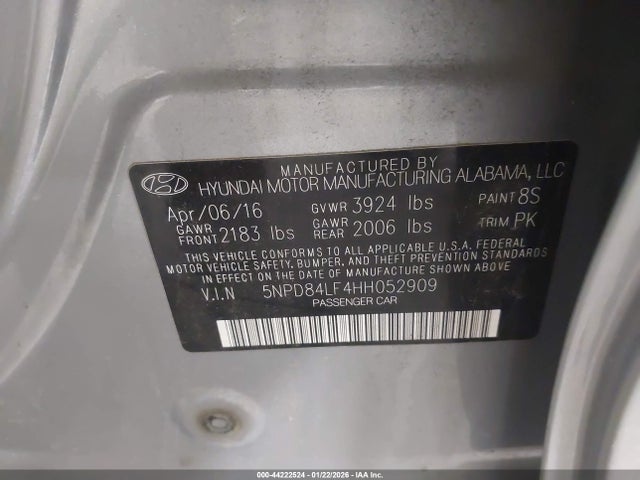 MANUFACTURED BY
HYUNDAI MOTOR MANUFACTURING ALABAMA, LLC
Apr/06/16 GVWR 3924 lbs PAINT 8S
GAWR FRONT 2183 lbs GAWR REAR 2006 lbs TRIM PK
THIS VEHICLE CONFORMS TO ALL APPLICABLE U.S.A. FEDERAL
MOTOR VEHICLE SAFETY, BUMPER, AND THEFT PREVENTION STANDARDS
IN EFFECT ON THE DATE OF MANUFACTURE SHOWN ABOVE.
V.I.N 5NPD84LF4HH052909
PASSENGER CAR
000-44222524 - 01/22/2026 - IAA Inc.